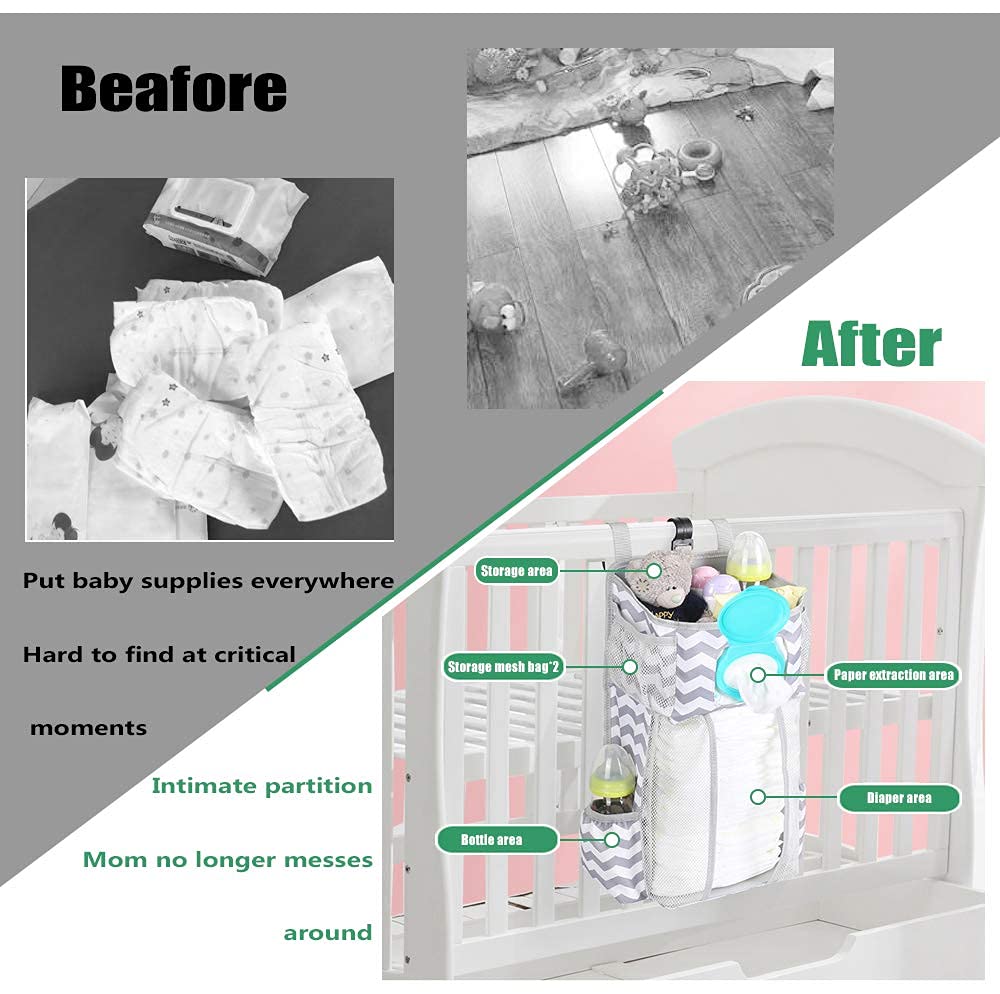 Beafore
Put baby supplies everywhere
Hard to find at critical
moments
After
Storage area
Storage mesh bag*2
Paper extraction area
Diaper area
Bottle area
HAPPY
Intimate partition
Mom no longer messes
around